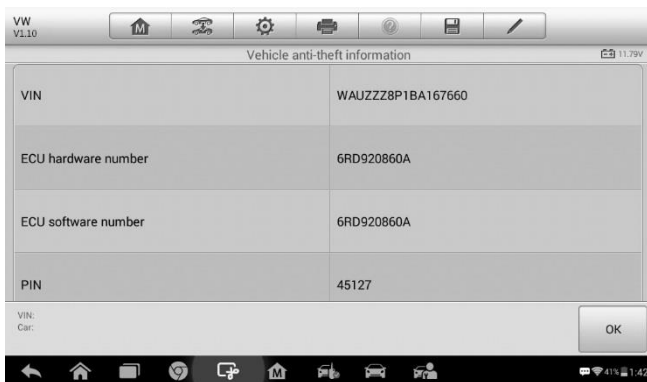 VW
V1.10
Vehicle anti-theft information
11.79V
VIN WAUZZZ8P1BA167660
ECU hardware number 6RD920860A
ECU software number 6RD920860A
PIN 45127
VIN:
Car:
OK
41% 1:42